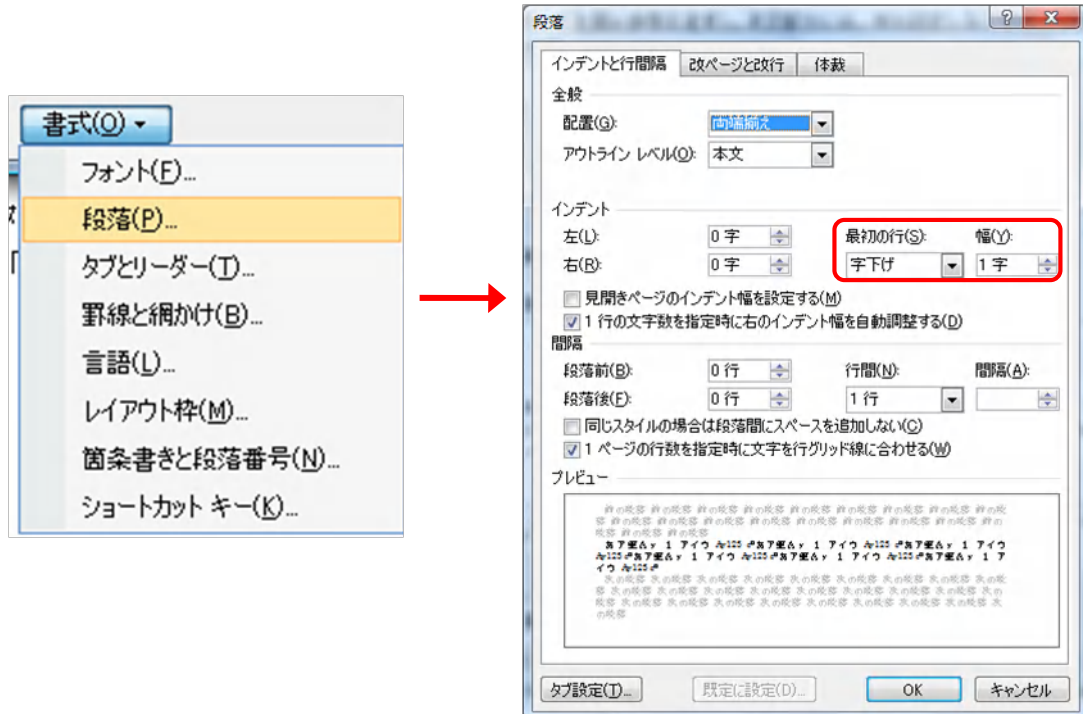 書式(O)
フォント(F)...
段落(P)...
タブとリーダー(T)...
罫線と網かけ(B)...
言語(L)...
レイアウト枠(M)...
箇条書きと段落番号(N)...
ショートカット キー(K)...
段落
インデントと行間隔 改ページと改行 体裁
全般
配置(G): 両端揃え
アウトライン レベル(O): 本文
インデント
左(L): 0 字 最初の行(S): 幅(Y):
右(R): 0 字 字下げ 1 字
見開きページのインデント幅を設定する(M)
1 行の文字数を指定時に右のインデント幅を自動調整する(D)
間隔
段落前(B): 0 行 行間(N): 間隔(A):
段落後(F): 0 行 1 行
同じスタイルの場合は段落間にスペースを追加しない(C)
1 ページの行数を指定時に文字を行グリッド線に合わせる(W)
プレビュー
タブ設定(T)... 既定に設定(D)... OK キャンセル